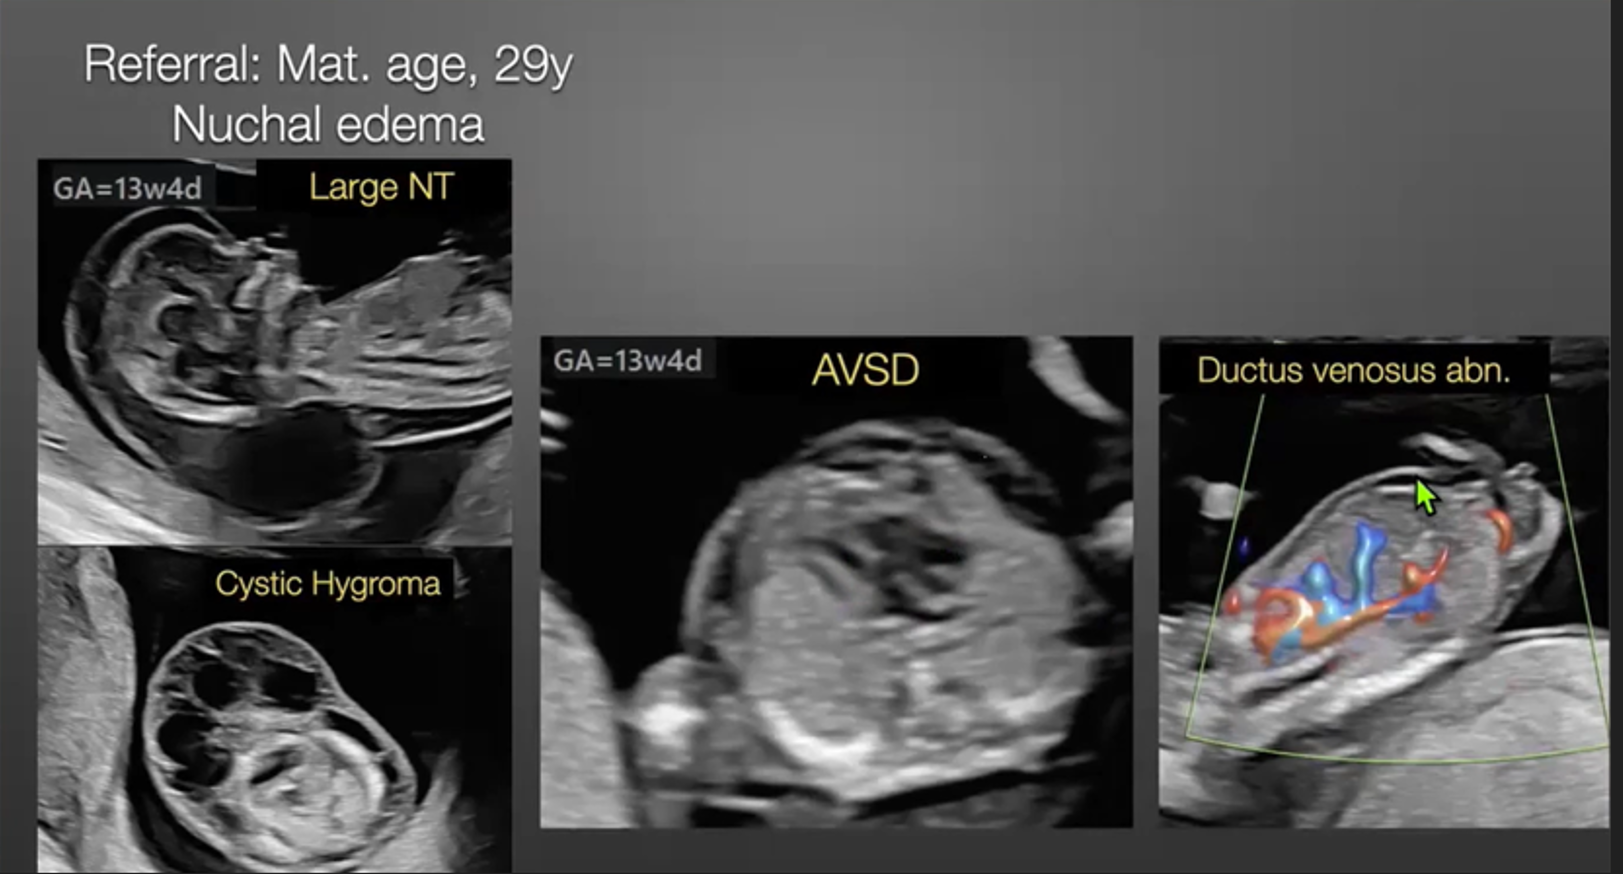 Referral: Mat. age, 29y
Nuchal edema
GA=13w4d
Large NT
Cystic Hygroma
GA=13w4d
AVSD
Ductus venosus abn.